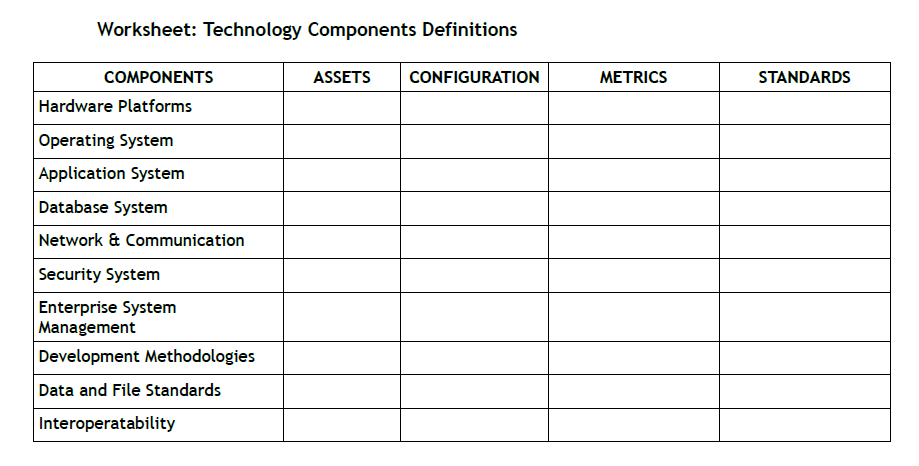 Worksheet: Technology Components Definitions
COMPONENTS ASSETS CONFIGURATION METRICS STANDARDS
Hardware Platforms
Operating System
Application System
Database System
Network & Communication
Security System
Enterprise System
Management
Development Methodologies
Data and File Standards
Interoperatability